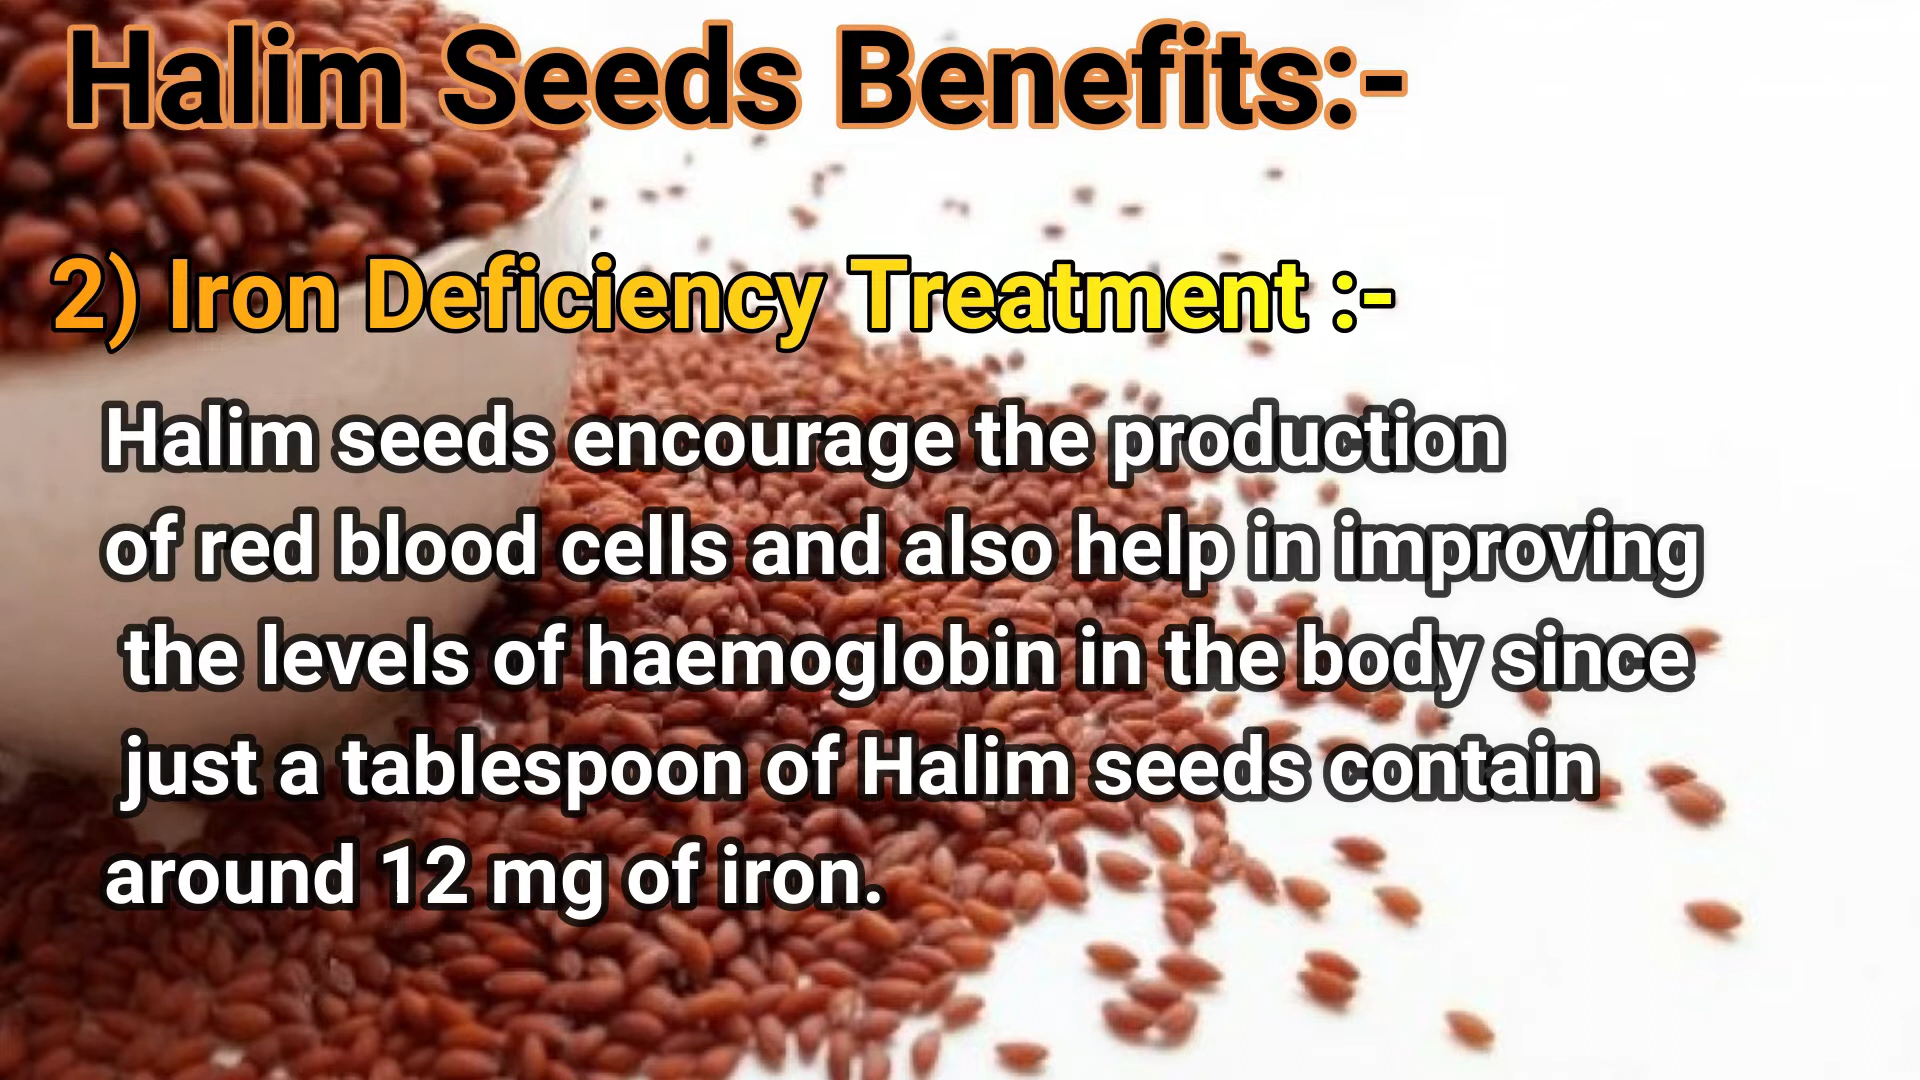 Halim Seeds Benefits:-
2) Iron Deficiency Treatment :-
Halim seeds encourage the production
of red blood cells and also help in improving
the levels of haemoglobin in the body since
just a tablespoon of Halim seeds contain
around 12 mg of iron.